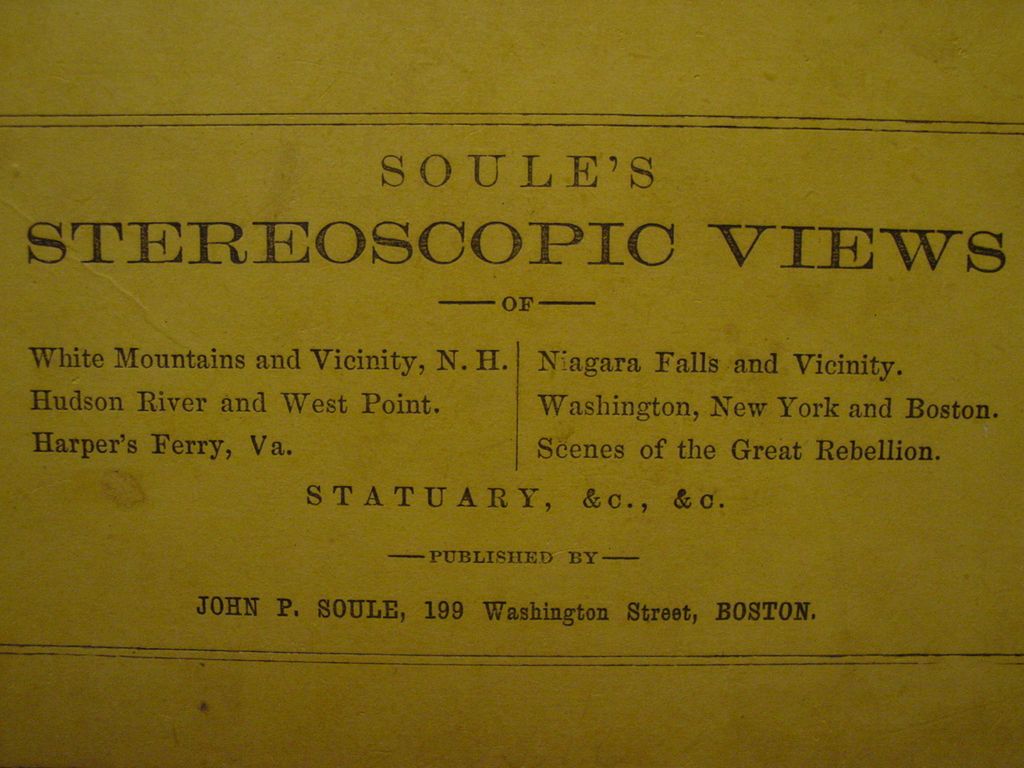 SOULE'S
STEREOSCOPIC VIEWS
OF
White Mountains and Vicinity, N. H.
Hudson River and West Point.
Harper's Ferry, Va.
Niagara Falls and Vicinity.
Washington, New York and Boston.
Scenes of the Great Rebellion.
STATUARY, &c., &c.
PUBLISHED BY
JOHN P. SOULE, 199 Washington Street, BOSTON.